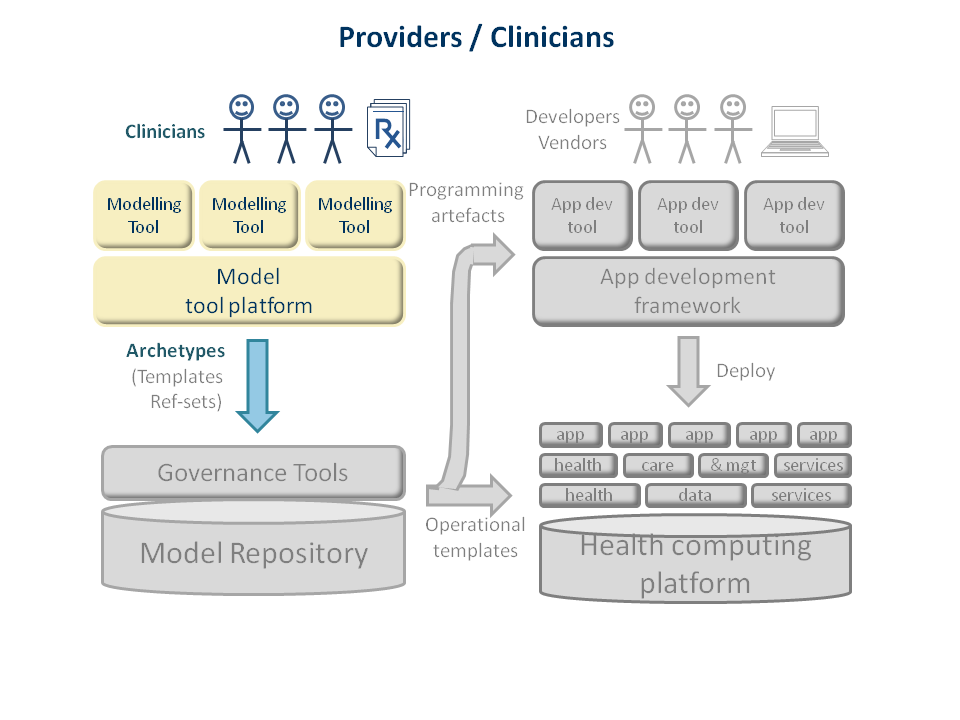 Providers / Clinicians
Clinicians
Rx
Developers
Vendors
Modelling
Tool
Modelling
Tool
Modelling
Tool
Programming
artefacts
App dev
tool
App dev
tool
App dev
tool
Model
tool platform
App development
framework
Archetypes
(Templates
Ref-sets)
Deploy
app app app app app
health care & mgt services
health data services
Governance Tools
Operational
templates
Model Repository
Health computing
platform